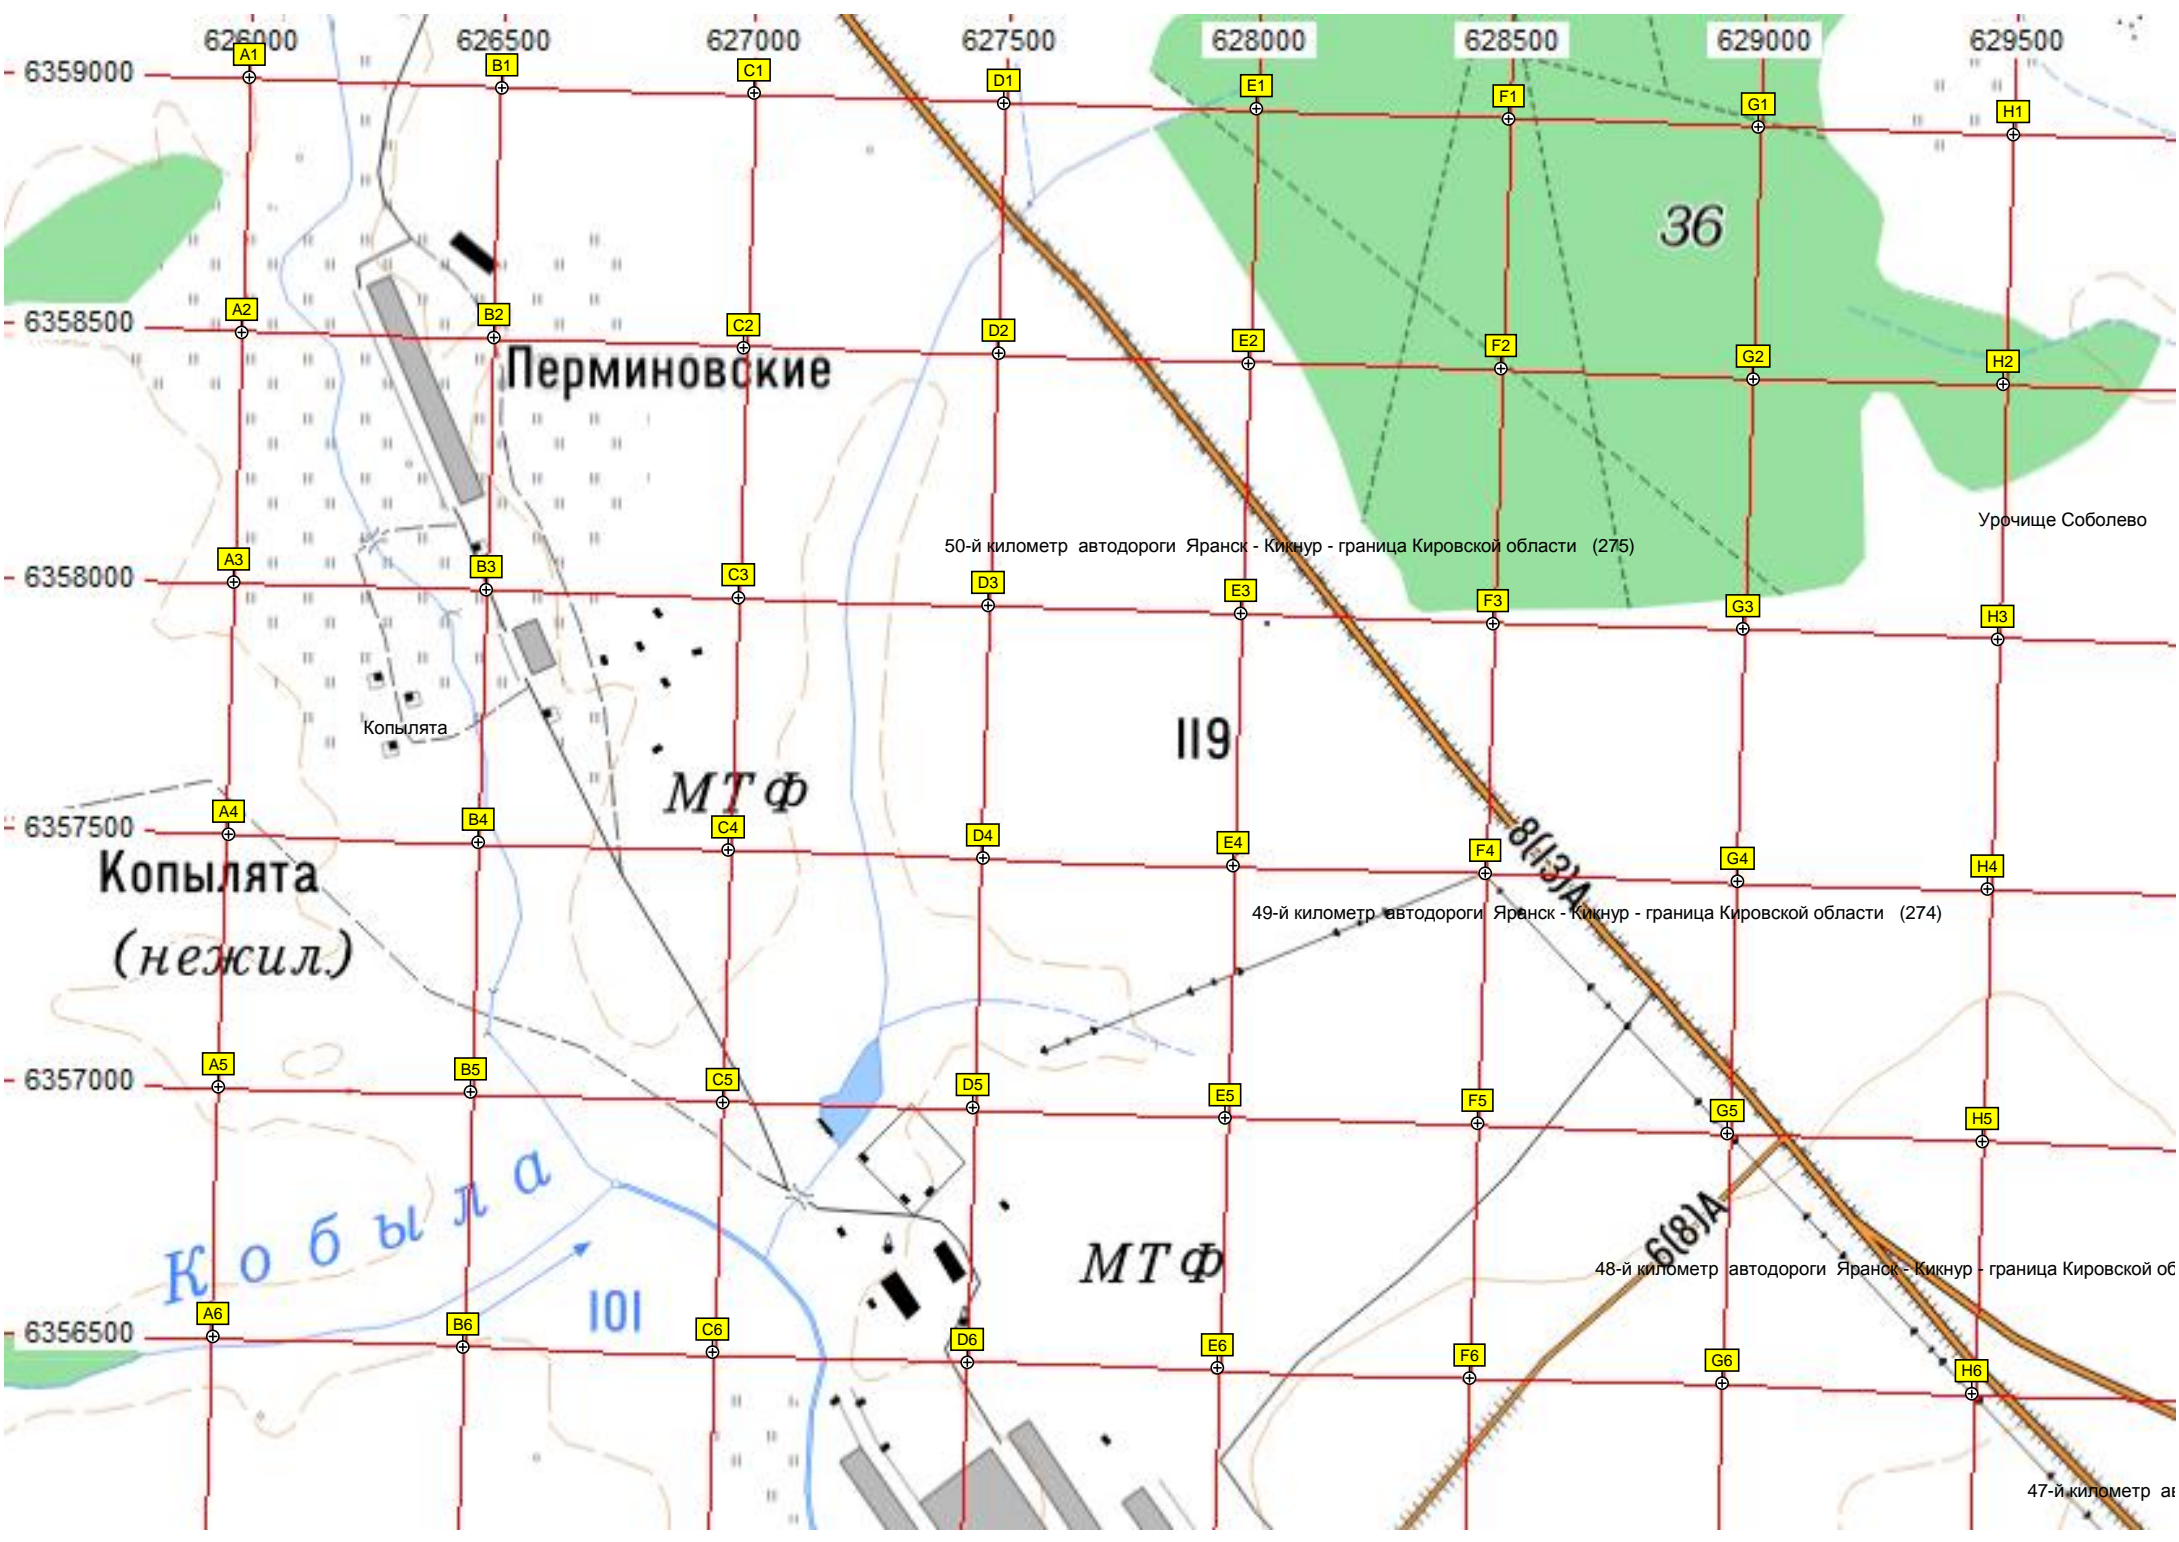 626000 626500 627000 627500 628000 628500 629000 629500
6359000
A1 B1 C1 D1 E1 F1 G1 H1
36
6358500
A2 B2 C2 D2 E2 F2 G2 H2
Перминовские
Урочище Соболево
50-й километр автодороги Яранск - Кикнур - граница Кировской области (275)
6358000
A3 B3 C3 D3 E3 F3 G3 H3
Копылята
119
МТФ
6357500
A4 B4 C4 D4 E4 F4 G4 H4
8(13)А
Копылята
(нежил.)
49-й километр автодороги Яранск - Кикнур - граница Кировской области (274)
6357000
A5 B5 C5 D5 E5 F5 G5 H5
Кобыла
6(8)А
МТФ
48-й километр автодороги Яранск - Кикнур - граница Кировской об
101
6356500
A6 B6 C6 D6 E6 F6 G6 H6
47-й километр ав